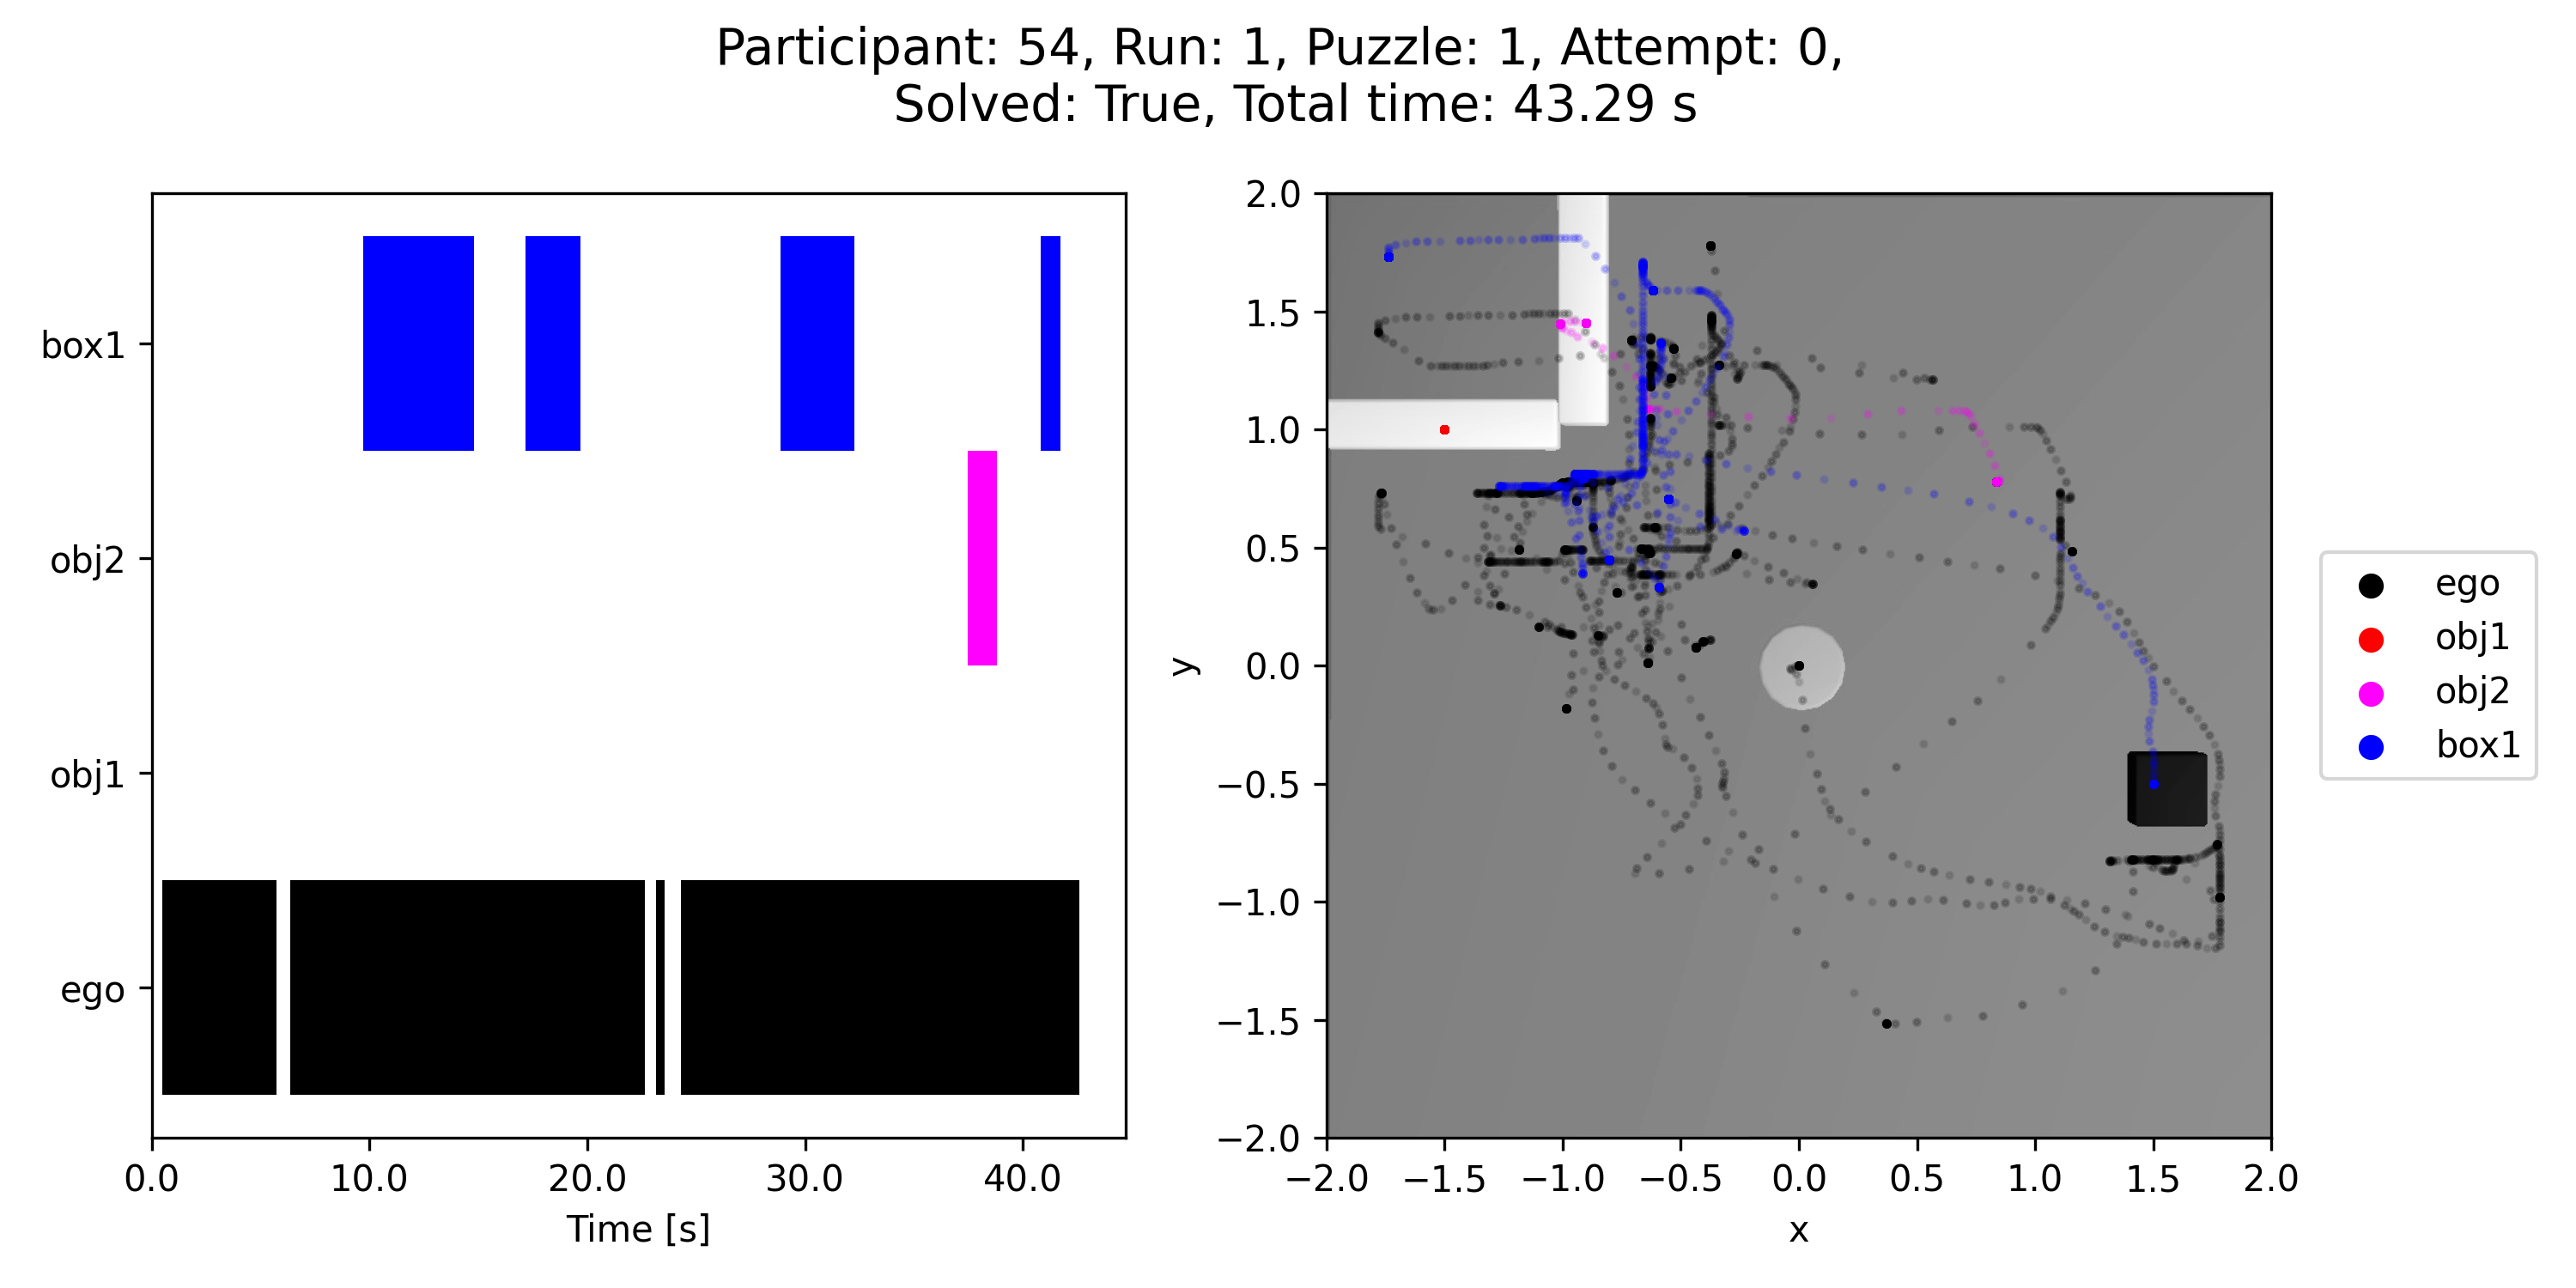 Participant: 54, Run: 1, Puzzle: 1, Attempt: 0,
Solved: True, Total time: 43.29 s
box1
obj2
obj1
ego
0.0 10.0 20.0 30.0 40.0
Time [s]
2.0
1.5
1.0
0.5
0.0
−0.5
−1.0
−1.5
−2.0
y
−2.0 −1.5 −1.0 −0.5 0.0 0.5 1.0 1.5 2.0
x
ego
obj1
obj2
box1